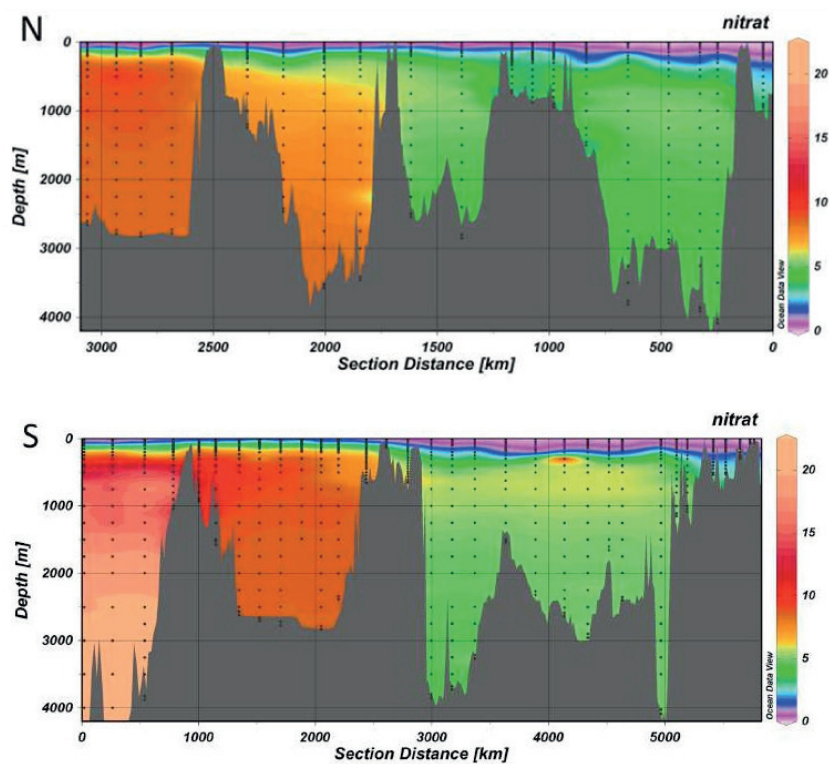 N
nitrat
0
1000
2000
3000
4000
Depth [m]
3000 2500 2000 1500 1000 500 0
Section Distance [km]
20
15
10
5
0
Ocean Data View
S
nitrat
0
1000
2000
3000
4000
Depth [m]
0 1000 2000 3000 4000 5000
Section Distance [km]
20
15
10
5
0
Ocean Data View